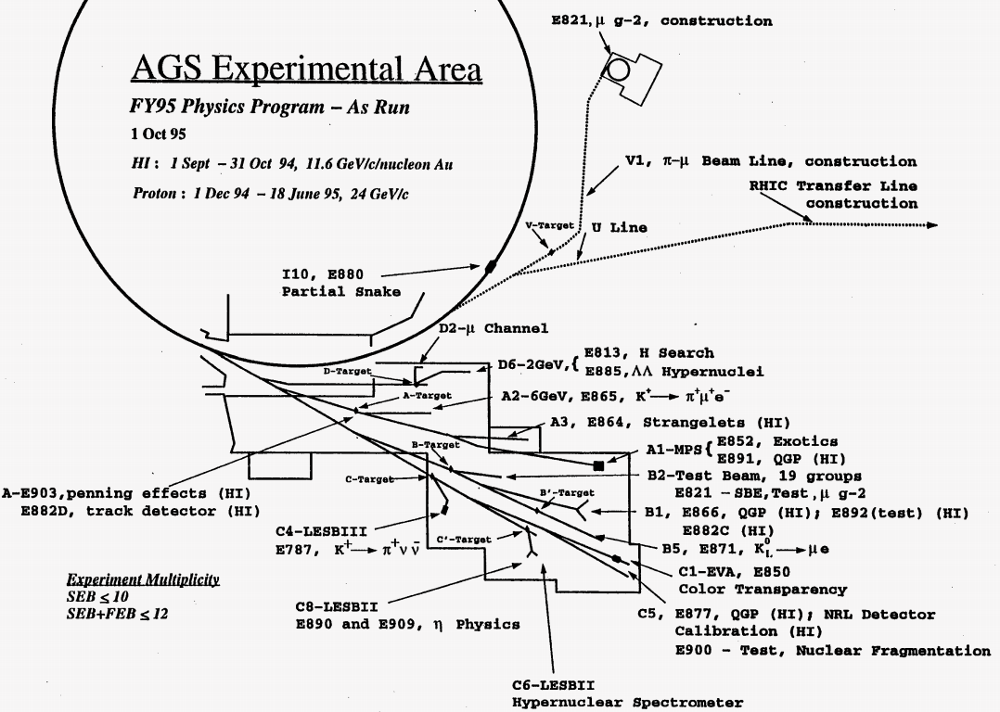 E821, μ g-2, construction
AGS Experimental Area
FY95 Physics Program – As Run
1 Oct 95
HI : 1 Sept – 31 Oct 94, 11.6 GeV/c/nucleon Au
Proton : 1 Dec 94 – 18 June 95, 24 GeV/c
V1, π-μ Beam Line, construction
RHIC Transfer Line
construction
V-Target
U Line
I10, E880
Partial Snake
D2-μ Channel
D-Target
D6-2GeV, {
E813, H Search
E885, ΛΛ Hypernuclei
A-Target
A2-6GeV, E865, K⁺→ π⁺μ⁺e⁻
A3, E864, Strangelets (HI)
B-Target
A1-MPS {
E852, Exotics
E891, QGP (HI)
C-Target
B2-Test Beam, 19 groups
E821 -SBE, Test, μ g-2
A-E903, penning effects (HI)
E882D, track detector (HI)
B'-Target
B1, E866, QGP (HI); E892(test) (HI)
E882C (HI)
C4-LESBIII
E787, K⁺→ π⁺ν ν̄
C'-Target
B5, E871, K⁰L→ μe
C1-EVA, E850
Color Transparency
Experiment Multiplicity
SEB ≤ 10
SEB+FEB ≤ 12
C8-LESBII
E890 and E909, η Physics
C5, E877, QGP (HI); NRL Detector
Calibration (HI)
E900 - Test, Nuclear Fragmentation
C6-LESBII
Hypernuclear Spectrometer